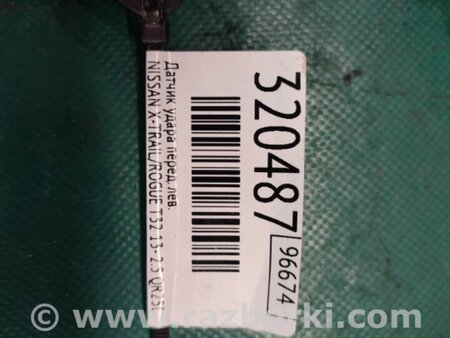 320487
96674
Датчик удара перед лев.
NISSAN X-TRAIL/ROGUE T32 13- 2.5 QR25
© www.razborki.com